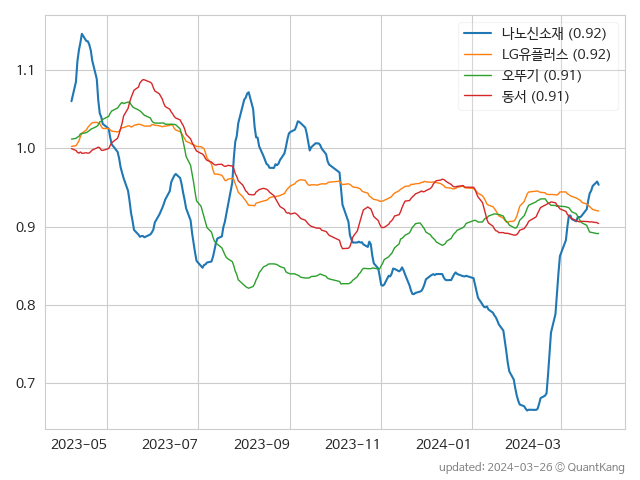 나노신소재 (0.92)
LG유플러스 (0.92)
오뚜기 (0.91)
동서 (0.91)
1.1
1.0
0.9
0.8
0.7
2023-05 2023-07 2023-09 2023-11 2024-01 2024-03
updated: 2024-03-26 © QuantKang